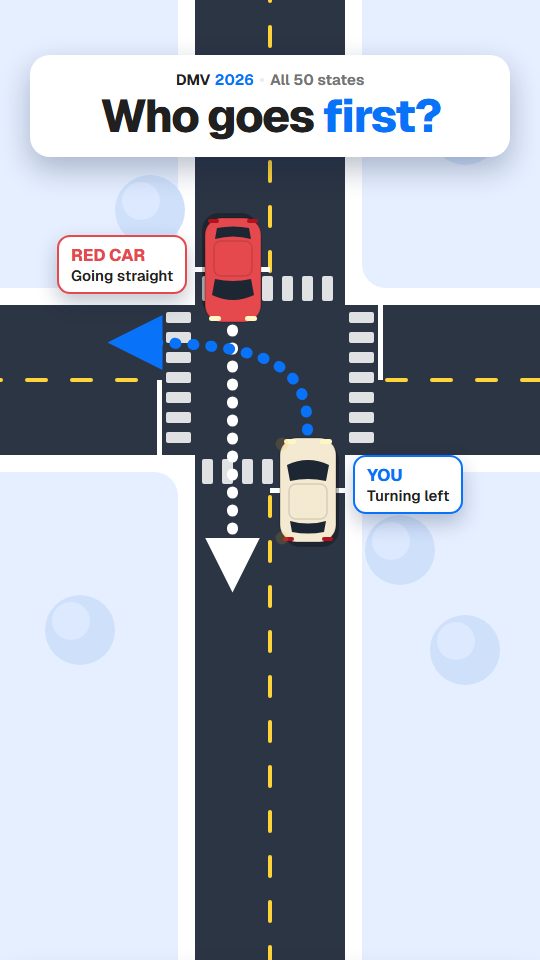 DMV 2026 · All 50 states
Who goes first?
RED CAR
Going straight
YOU
Turning left